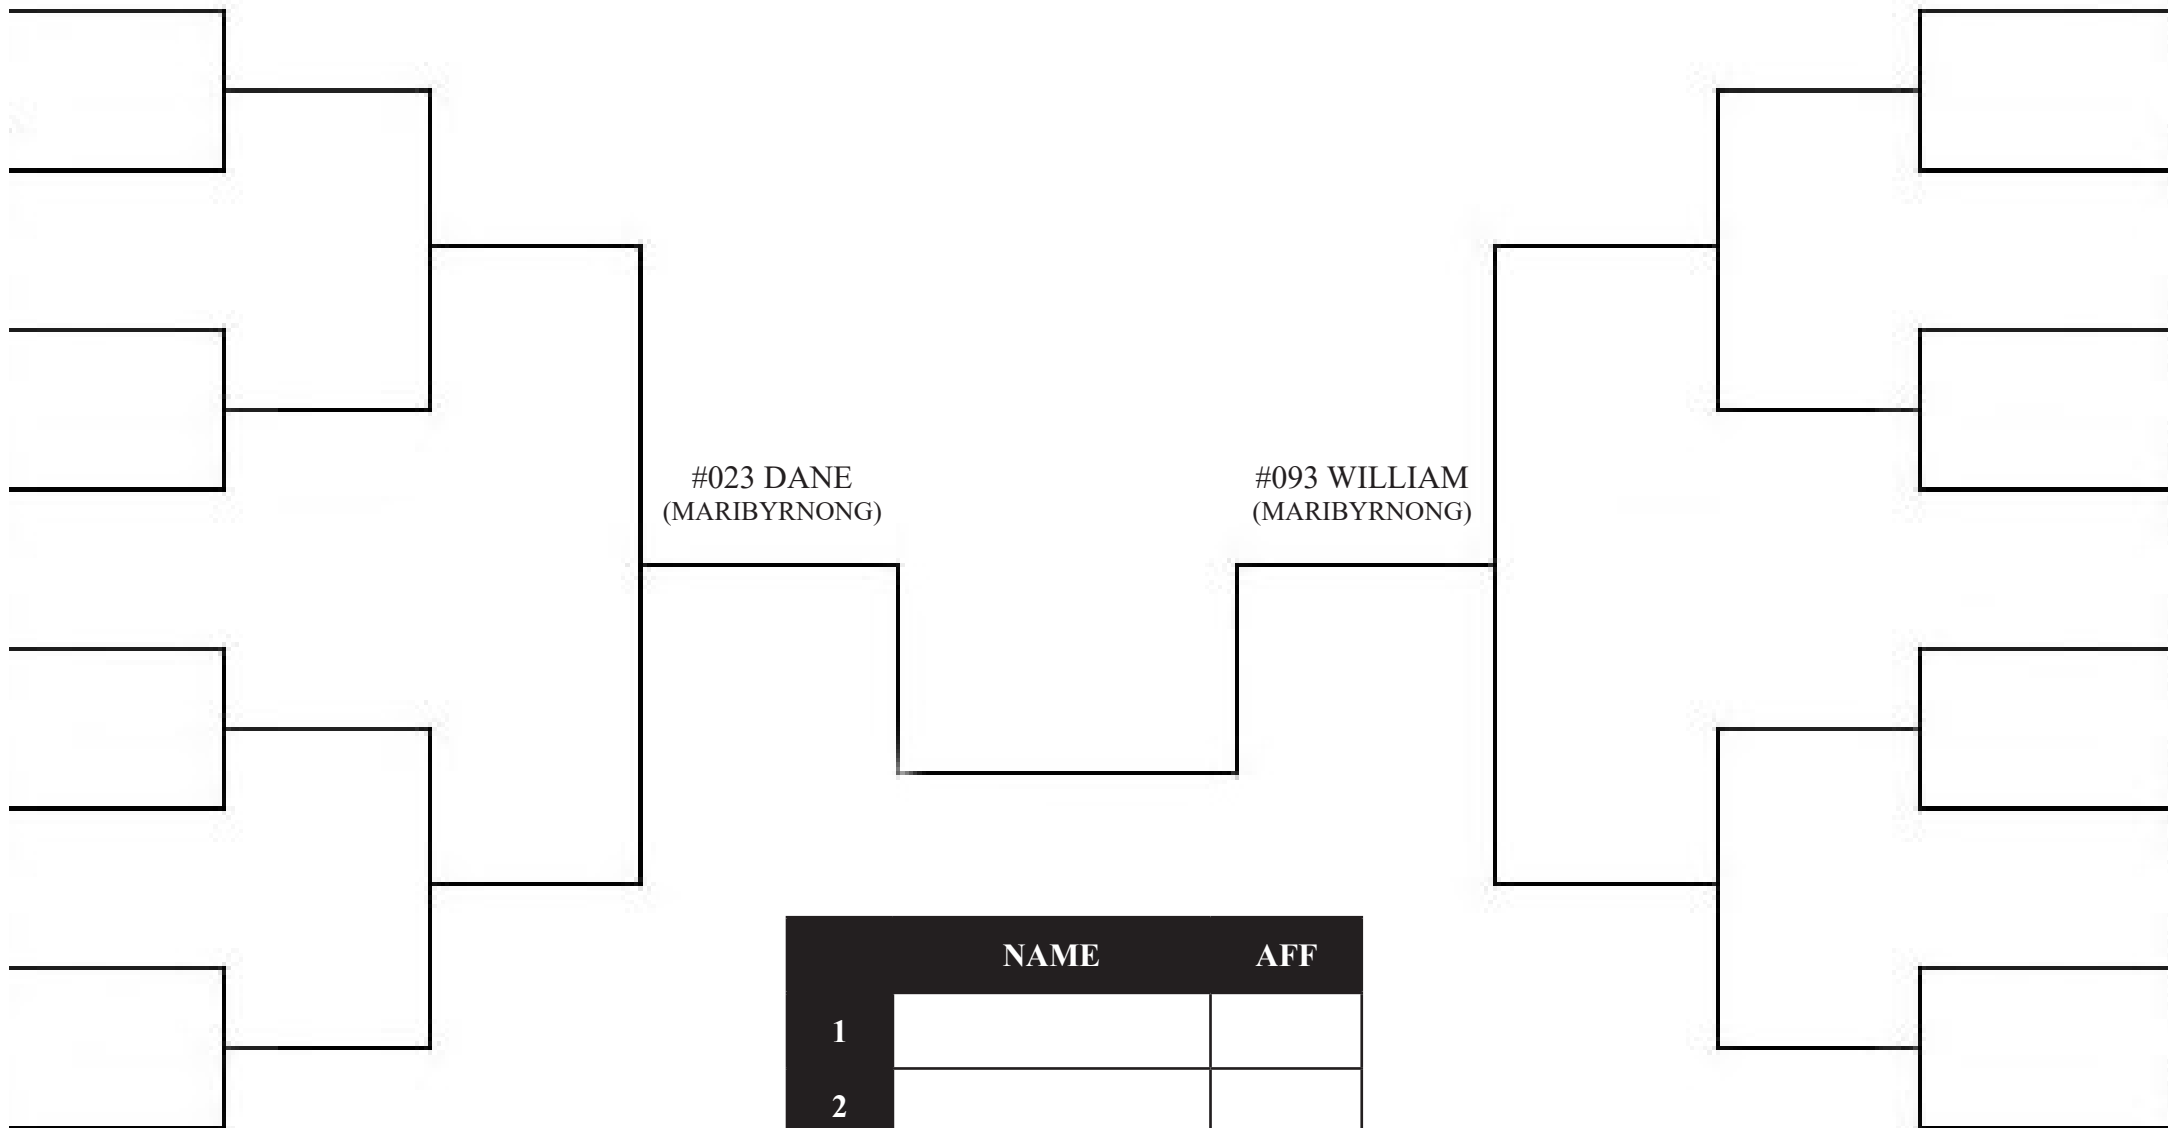 #023 DANE
(MARIBYRNONG)
#093 WILLIAM
(MARIBYRNONG)
NAME AFF
1
2